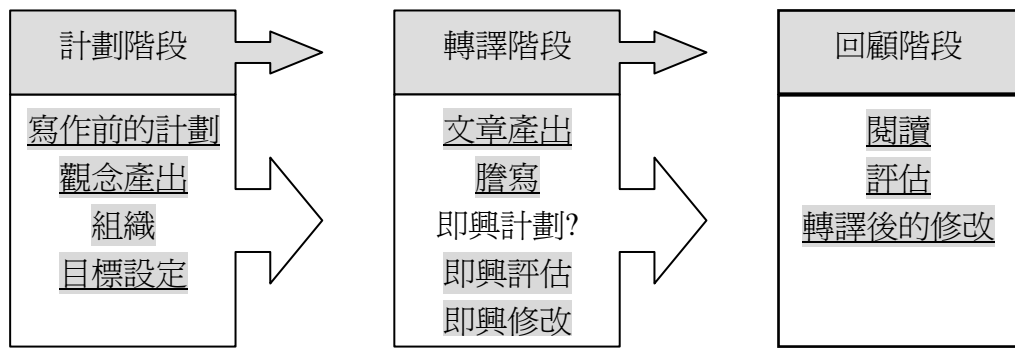 計劃階段
寫作前的計劃
觀念產出
組織
目標設定
轉譯階段
文章產出
謄寫
即興計劃?
即興評估
即興修改
回顧階段
閱讀
評估
轉譯後的修改